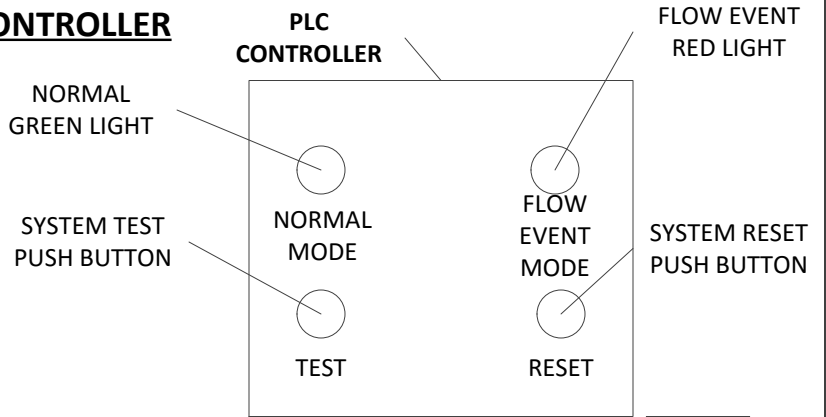 ONTROLLER
PLC
CONTROLLER
FLOW EVENT
RED LIGHT
NORMAL
GREEN LIGHT
NORMAL
MODE
FLOW
EVENT
MODE
SYSTEM TEST
PUSH BUTTON
SYSTEM RESET
PUSH BUTTON
TEST
RESET